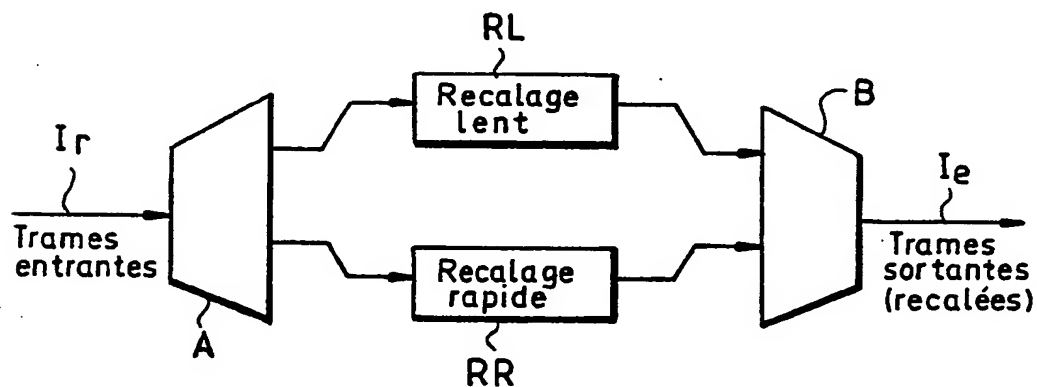 RL
Recalage
lent
B
Ir
Ie
Trames
entrantes
Trames
sortantes
(recalées)
Recalage
rapide
A
RR